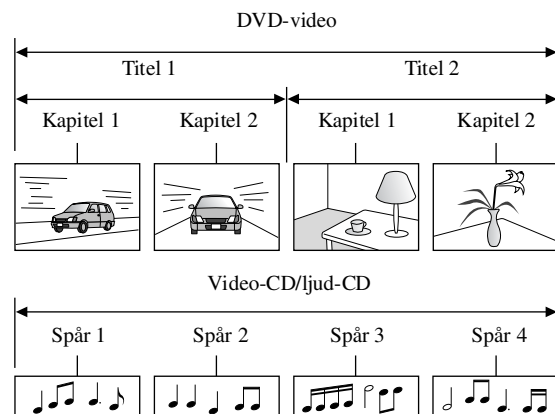 DVD-video
Titel 1 Titel 2
Kapitel 1 Kapitel 2 Kapitel 1 Kapitel 2
Video-CD/ljud-CD
Spår 1 Spår 2 Spår 3 Spår 4